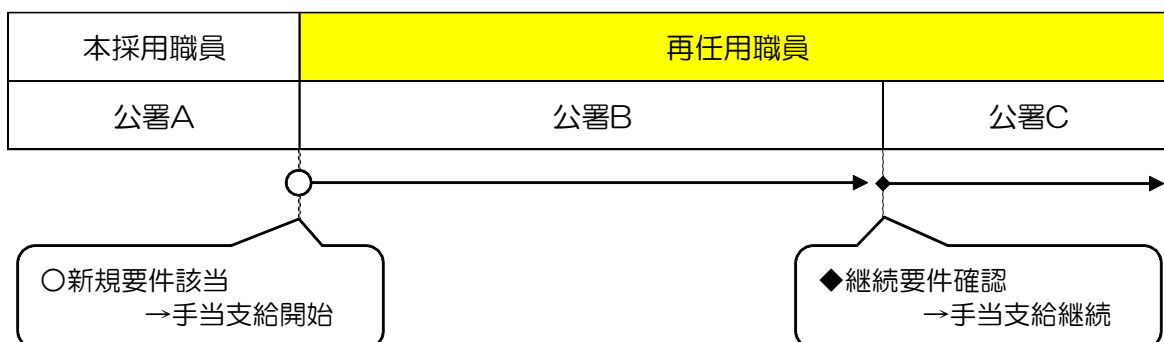 本採用職員
再任用職員
公署A
公署B
公署C
○新規要件該当
→手当支給開始
◆継続要件確認
→手当支給継続